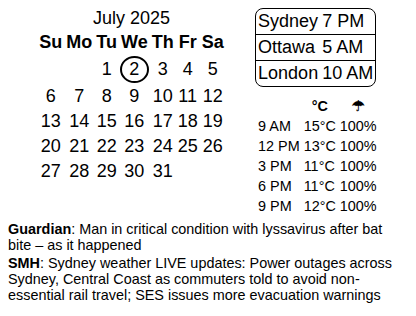 July 2025
Su Mo Tu We Th Fr Sa
1 2 3 4 5
6 7 8 9 10 11 12
13 14 15 16 17 18 19
20 21 22 23 24 25 26
27 28 29 30 31
Sydney 7 PM
Ottawa 5 AM
London 10 AM
°C ☂
9 AM 15°C 100%
12 PM 13°C 100%
3 PM 11°C 100%
6 PM 11°C 100%
9 PM 12°C 100%
Guardian: Man in critical condition with lyssavirus after bat
bite – as it happened
SMH: Sydney weather LIVE updates: Power outages across
Sydney, Central Coast as commuters told to avoid non-
essential rail travel; SES issues more evacuation warnings